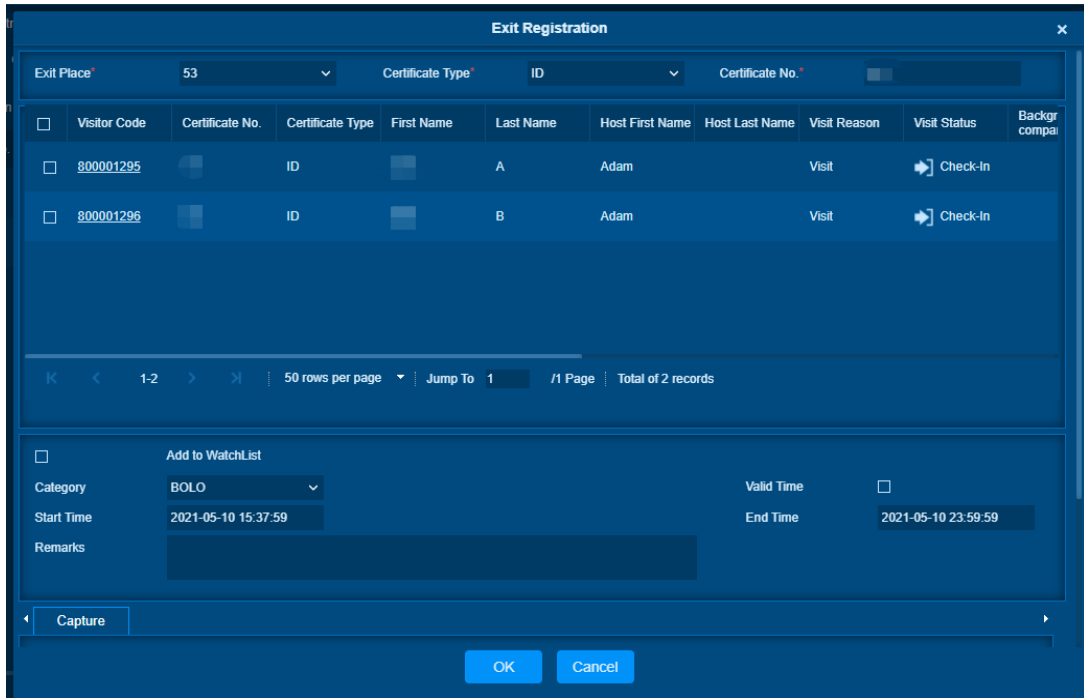 Exit Registration ×
Exit Place* 53 Certificate Type* ID Certificate No.*
Visitor Code Certificate No. Certificate Type First Name Last Name Host First Name Host Last Name Visit Reason Visit Status Backgr
compai
800001295 ID A Adam Visit Check-In
800001296 ID B Adam Visit Check-In
1-2 50 rows per page Jump To 1 /1 Page Total of 2 records
Add to WatchList
Category BOLO Valid Time
Start Time 2021-05-10 15:37:59 End Time 2021-05-10 23:59:59
Remarks
Capture
OK Cancel